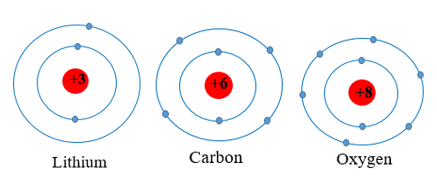 +3
+6
+8
Lithium
Carbon
Oxygen